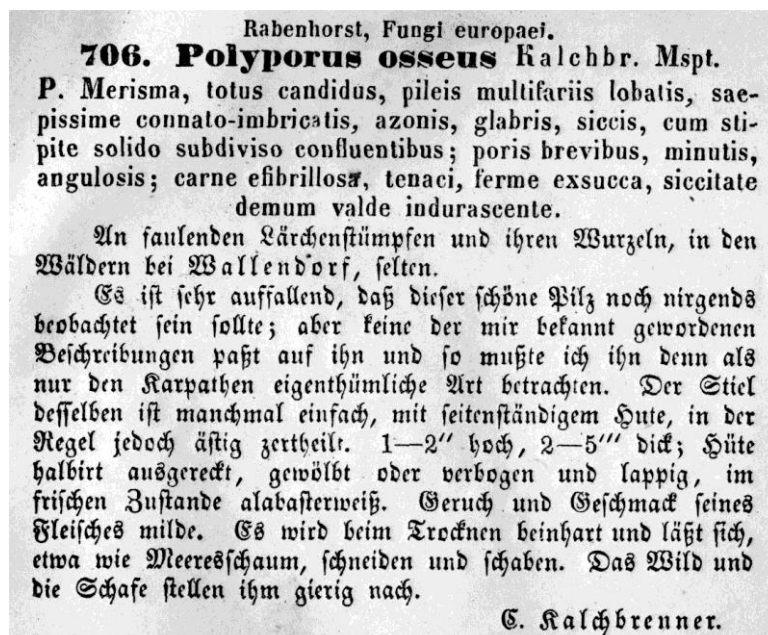 Rabenhorst, Fungi europaei.
706. Polyporus osseus Kalchbr. Mspt.
P. Merisma, totus candidus, pileis multifariis lobatis, sae-
pissime connato-imbricatis, azonis, glabris, siccis, cum sti-
pite solido subdiviso confluentibus; poris brevibus, minutis,
angulosis; carne efibrillosa, tenaci, ferme exsucca, siccitate
demum valde indurascente.
An faulenden Lärchenstümpfen und ihren Wurzeln, in den
Wäldern bei Wallendorf, selten.
Es ist sehr auffallend, daß dieser schöne Pilz noch nirgends
beobachtet sein sollte; aber keine der mir bekannt gewordenen
Beschreibungen paßt auf ihn und so mußte ich ihn denn als
nur den Karpathen eigenthümliche Art betrachten. Der Stiel
desselben ist manchmal einfach, mit seitenständigem Hute, in der
Regel jedoch ästig zertheilt. 1—2″ hoch, 2—5‴ dick; Hüte
halbirt ausgereckt, gewölbt oder verbogen und lappig, im
frischen Zustande alabasterweiß. Geruch und Geschmack seines
Fleisches milde. Es wird beim Trocknen beinhart und läßt sich,
etwa wie Meeresschaum, schneiden und schaben. Das Wild und
die Schafe stellen ihm gierig nach.
C. Kalchbrenner.